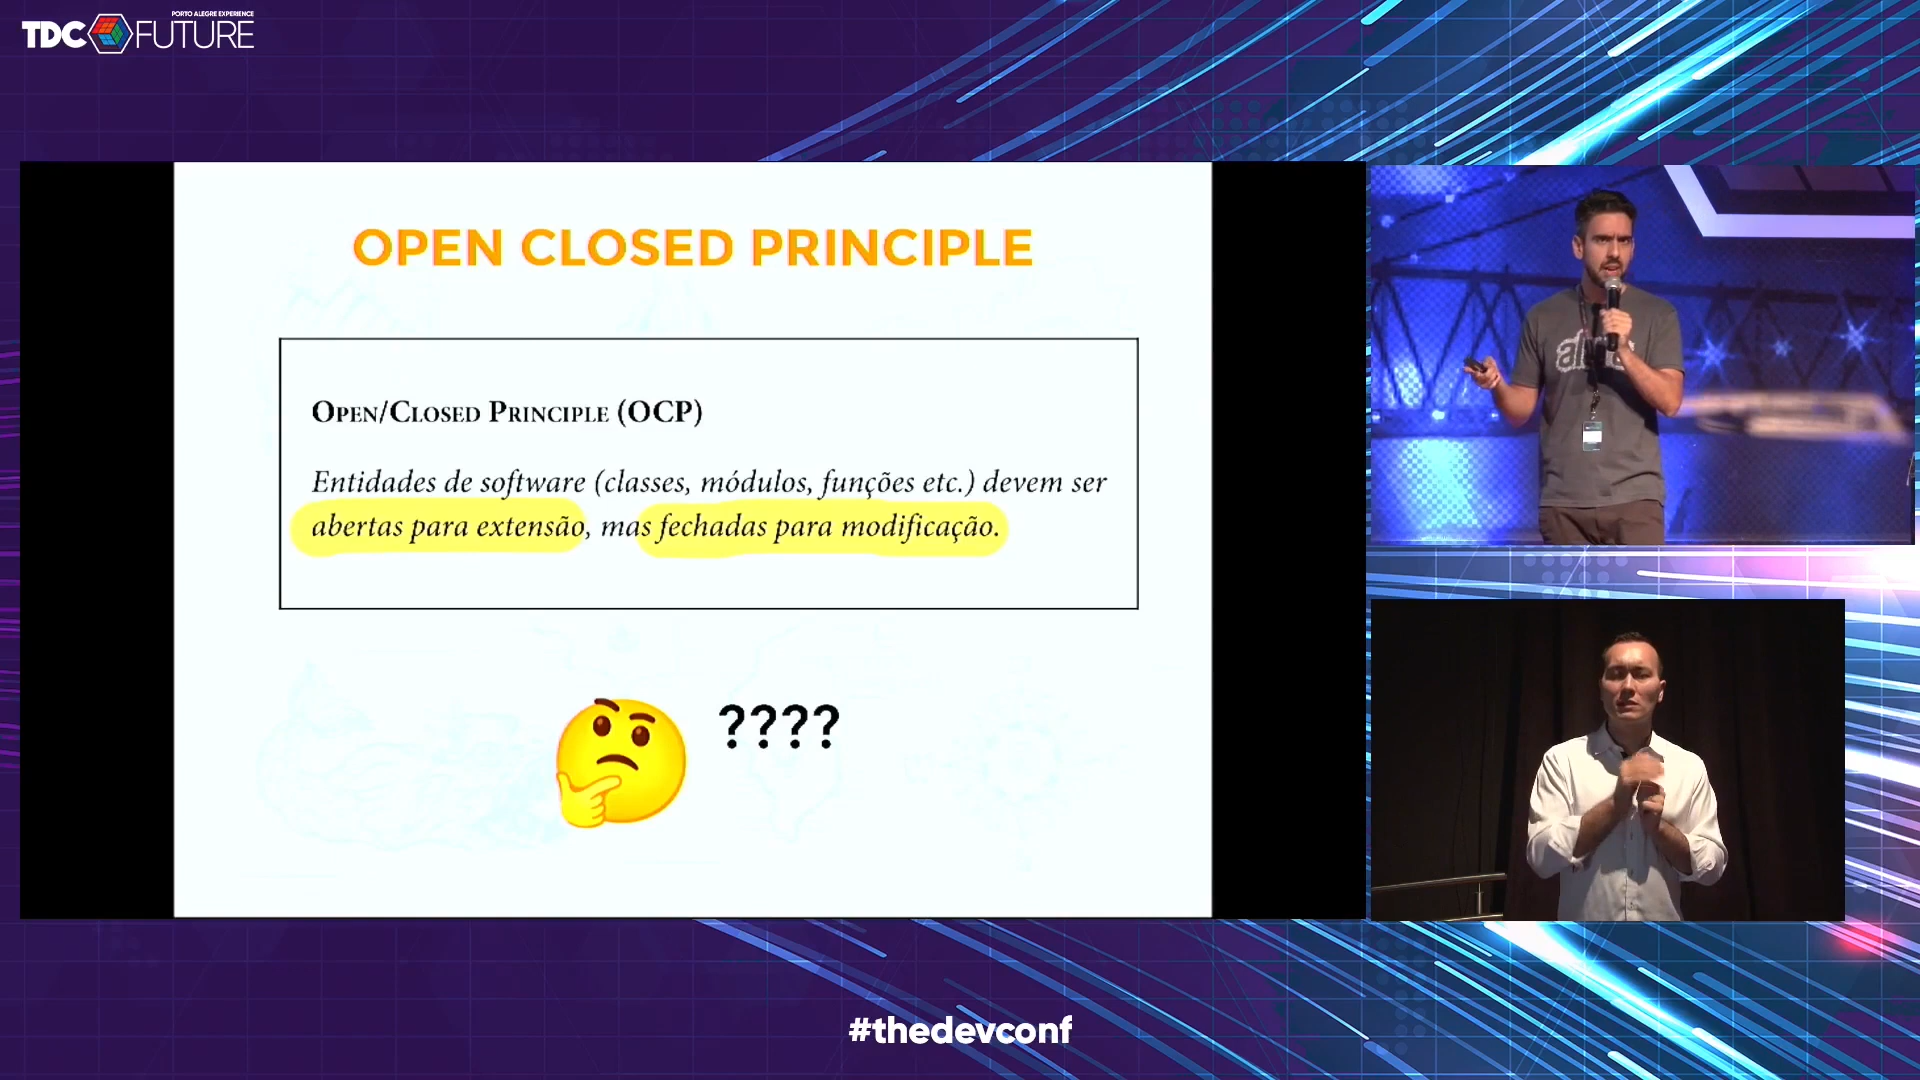 PORTO ALEGRE EXPERIENCE
TDC FUTURE
OPEN CLOSED PRINCIPLE
OPEN/CLOSED PRINCIPLE (OCP)
Entidades de software (classes, módulos, funções etc.) devem ser
abertas para extensão, mas fechadas para modificação.
????
#thedevconf